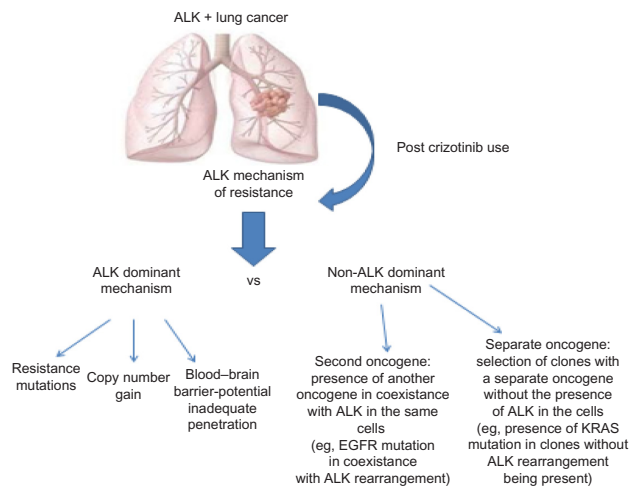 ALK + lung cancer
Post crizotinib use
ALK mechanism
of resistance
ALK dominant
mechanism
vs
Non-ALK dominant
mechanism
Resistance
mutations
Copy number
gain
Blood–brain
barrier-potential
inadequate
penetration
Second oncogene:
presence of another
oncogene in coexistance
with ALK in the same
cells
(eg, EGFR mutation
in coexistance
with ALK rearrangement)
Separate oncogene:
selection of clones with
a separate oncogene
without the presence
of ALK in the cells
(eg, presence of KRAS
mutation in clones without
ALK rearrangement
being present)